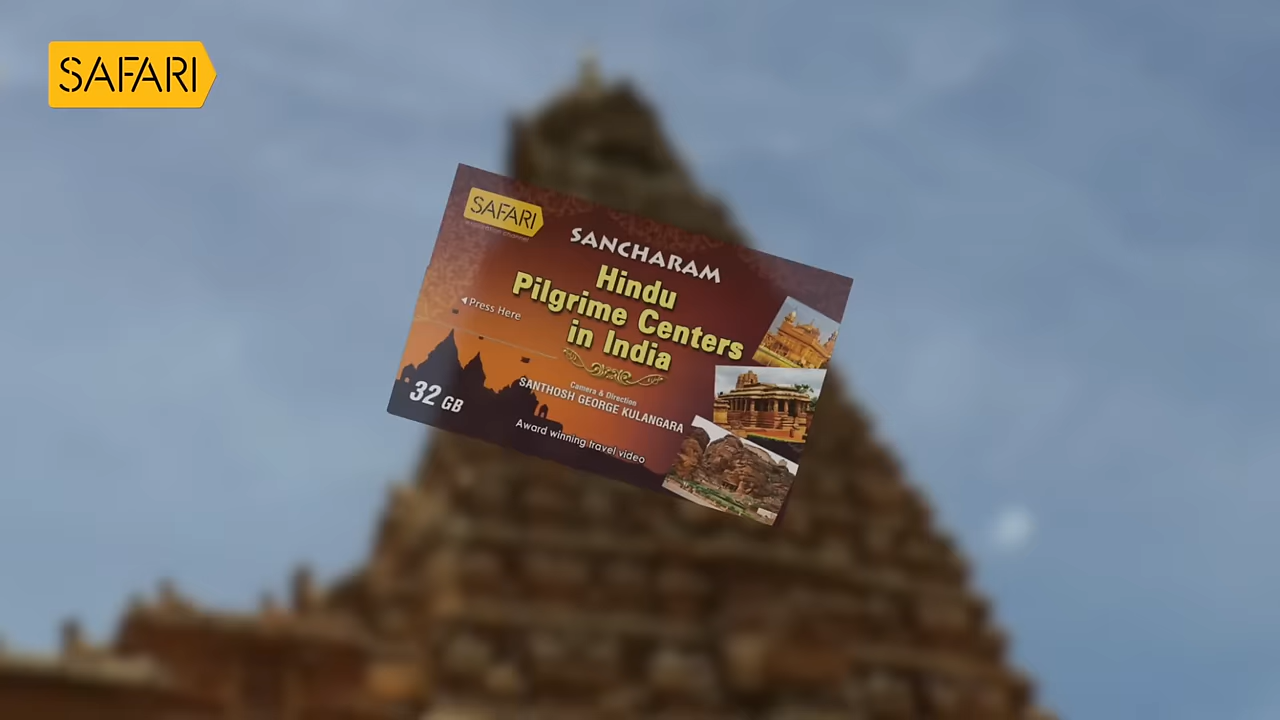 SAFARI
SAFARI
SANCHARAM
Hindu
Pilgrime Centers
in India
Press Here
Camera & Direction
SANTHOSH GEORGE KULANGARA
32 GB
Award winning travel video